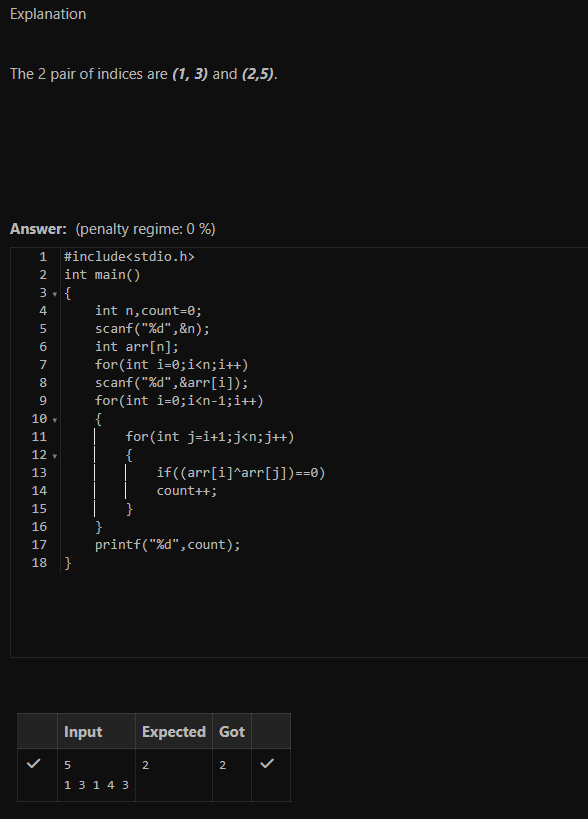 Explanation
The 2 pair of indices are (1, 3) and (2,5).
Answer: (penalty regime: 0 %)
1 #include<stdio.h>
2 int main()
3 {
4 int n,count=0;
5 scanf("%d",&n);
6 int arr[n];
7 for(int i=0;i<n;i++)
8 scanf("%d",&arr[i]);
9 for(int i=0;i<n-1;i++)
10 {
11 for(int j=i+1;j<n;j++)
12 {
13 if((arr[i]^arr[j])==0)
14 count++;
15 }
16 }
17 printf("%d",count);
18 }
Input Expected Got
5 2 2
1 3 1 4 3